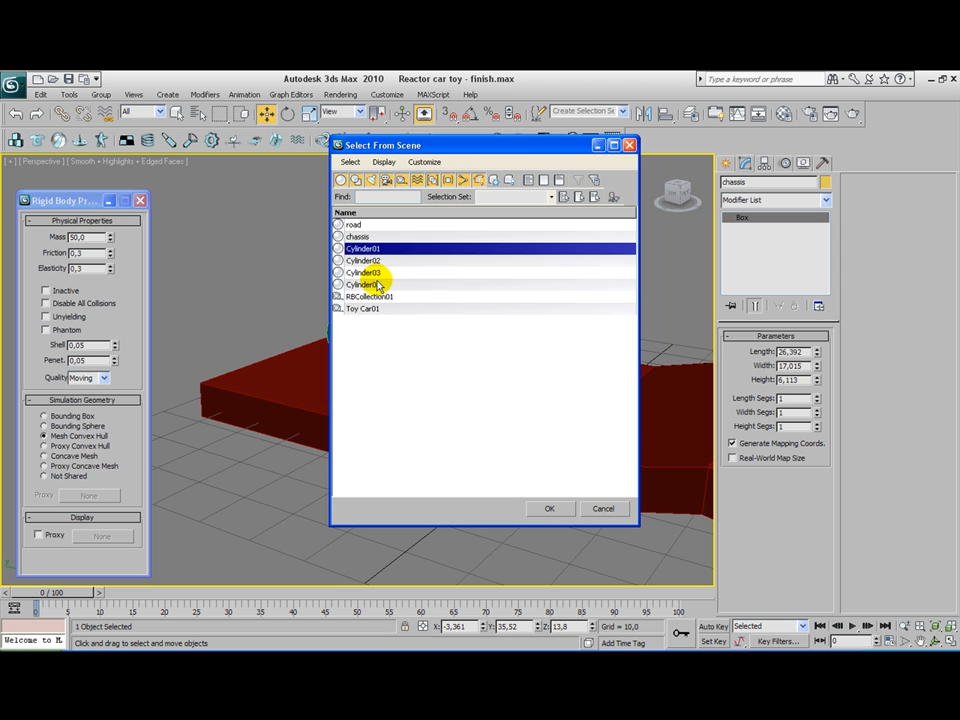 Autodesk 3ds Max 2010 Reactor car toy - finish.max
Type a keyword or phrase
Edit Tools Group Views Create Modifiers Animation Graph Editors Rendering Customize MAXScript Help
All
View
Create Selection Se
[ + ] [ Perspective ] [ Smooth + Highlights + Edged Faces ]
Rigid Body Pr...
Physical Properties
Mass 50,0
Friction 0,3
Elasticity 0,3
Inactive
Disable All Collisions
Unyielding
Phantom
Shell 0,05
Penet. 0,05
Quality Moving
Simulation Geometry
Bounding Box
Bounding Sphere
Mesh Convex Hull
Proxy Convex Hull
Concave Mesh
Proxy Concave Mesh
Not Shared
Proxy None
Display
Proxy None
Select From Scene
Select Display Customize
Find: Selection Set:
Name
road
chassis
Cylinder01
Cylinder02
Cylinder03
Cylinder0
RBCollection01
Toy Car01
OK Cancel
chassis
Modifier List
Box
Parameters
Length: 26,392
Width: 17,015
Height: 6,113
Length Segs: 1
Width Segs: 1
Height Segs: 1
Generate Mapping Coords.
Real-World Map Size
0 / 100
0 5 10 15 20 25 30 35 40 45 50 55 60 65 70 75 80 85 90 95 100
1 Object Selected X: -3,361 Y: 35,52 Z: 13,8 Grid = 10,0 Auto Key Selected
Welcome to M. Click and drag to select and move objects Add Time Tag Set Key Key Filters... 0